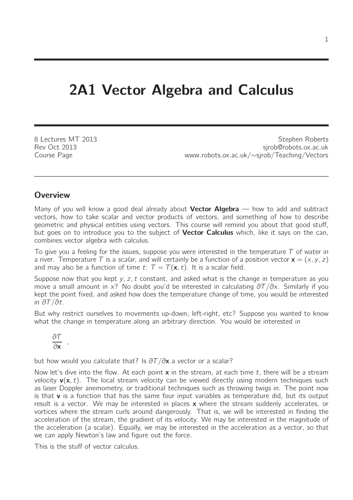 1
2A1 Vector Algebra and Calculus
8 Lectures MT 2013 Stephen Roberts
Rev Oct 2013 sjrob@robots.ox.ac.uk
Course Page www.robots.ox.ac.uk/∼sjrob/Teaching/Vectors
Overview
Many of you will know a good deal already about Vector Algebra — how to add and subtract
vectors, how to take scalar and vector products of vectors, and something of how to describe
geometric and physical entities using vectors. This course will remind you about that good stuff,
but goes on to introduce you to the subject of Vector Calculus which, like it says on the can,
combines vector algebra with calculus.
To give you a feeling for the issues, suppose you were interested in the temperature T of water in
a river. Temperature T is a scalar, and will certainly be a function of a position vector x = (x, y, z)
and may also be a function of time t: T = T(x, t). It is a scalar field.
Suppose now that you kept y, z, t constant, and asked what is the change in temperature as you
move a small amount in x? No doubt you'd be interested in calculating ∂T/∂x. Similarly if you
kept the point fixed, and asked how does the temperature change of time, you would be interested
in ∂T/∂t.
But why restrict ourselves to movements up-down, left-right, etc? Suppose you wanted to know
what the change in temperature along an arbitrary direction. You would be interested in
∂T
∂x ,
but how would you calculate that? Is ∂T/∂x a vector or a scalar?
Now let's dive into the flow. At each point x in the stream, at each time t, there will be a stream
velocity v(x, t). The local stream velocity can be viewed directly using modern techniques such
as laser Doppler anemometry, or traditional techniques such as throwing twigs in. The point now
is that v is a function that has the same four input variables as temperature did, but its output
result is a vector. We may be interested in places x where the stream suddenly accelerates, or
vortices where the stream curls around dangerously. That is, we will be interested in finding the
acceleration of the stream, the gradient of its velocity. We may be interested in the magnitude of
the acceleration (a scalar). Equally, we may be interested in the acceleration as a vector, so that
we can apply Newton's law and figure out the force.
This is the stuff of vector calculus.